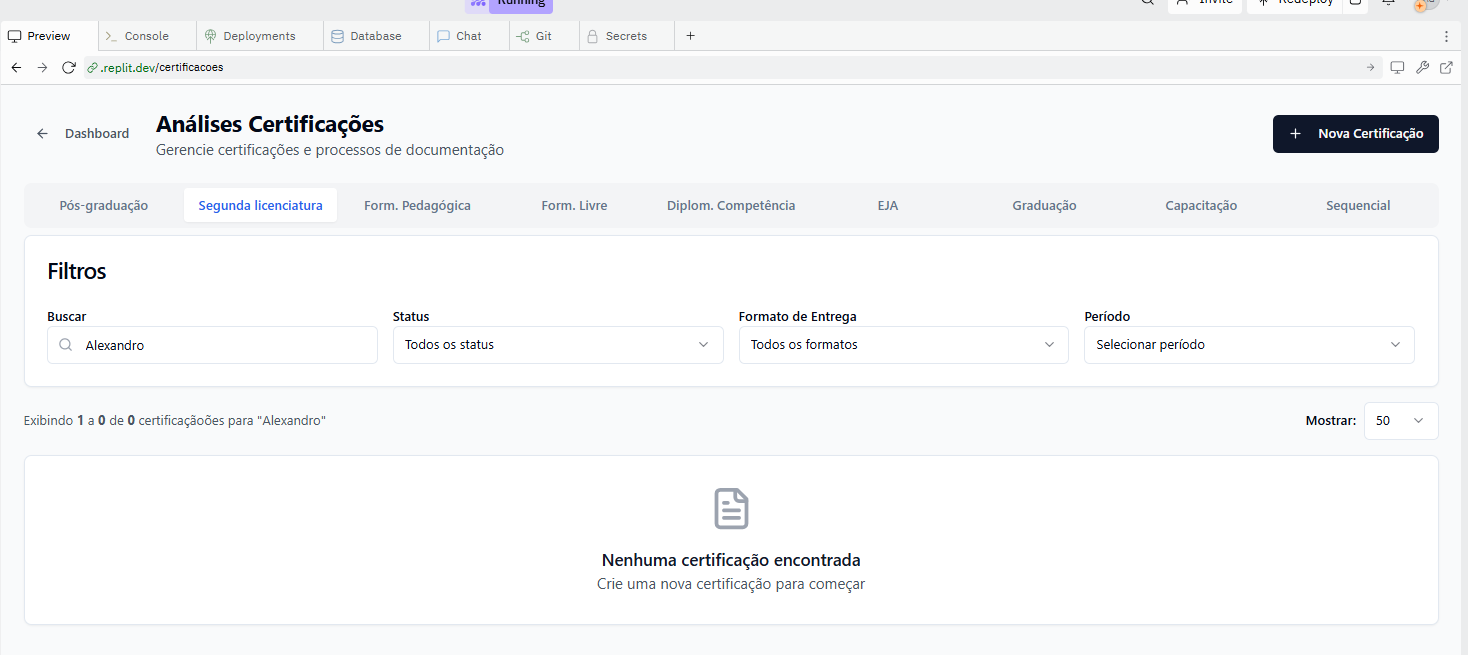 Running
Invite
Redeploy
Preview
Console
Deployments
Database
Chat
Git
Secrets
.replit.dev/certificacoes
Dashboard
Análises Certificações
Gerencie certificações e processos de documentação
Nova Certificação
Pós-graduação
Segunda licenciatura
Form. Pedagógica
Form. Livre
Diplom. Competência
EJA
Graduação
Capacitação
Sequencial
Filtros
Buscar
Status
Formato de Entrega
Período
Alexandro
Todos os status
Todos os formatos
Selecionar período
Exibindo 1 a 0 de 0 certificaçãoões para "Alexandro"
Mostrar: 50
Nenhuma certificação encontrada
Crie uma nova certificação para começar